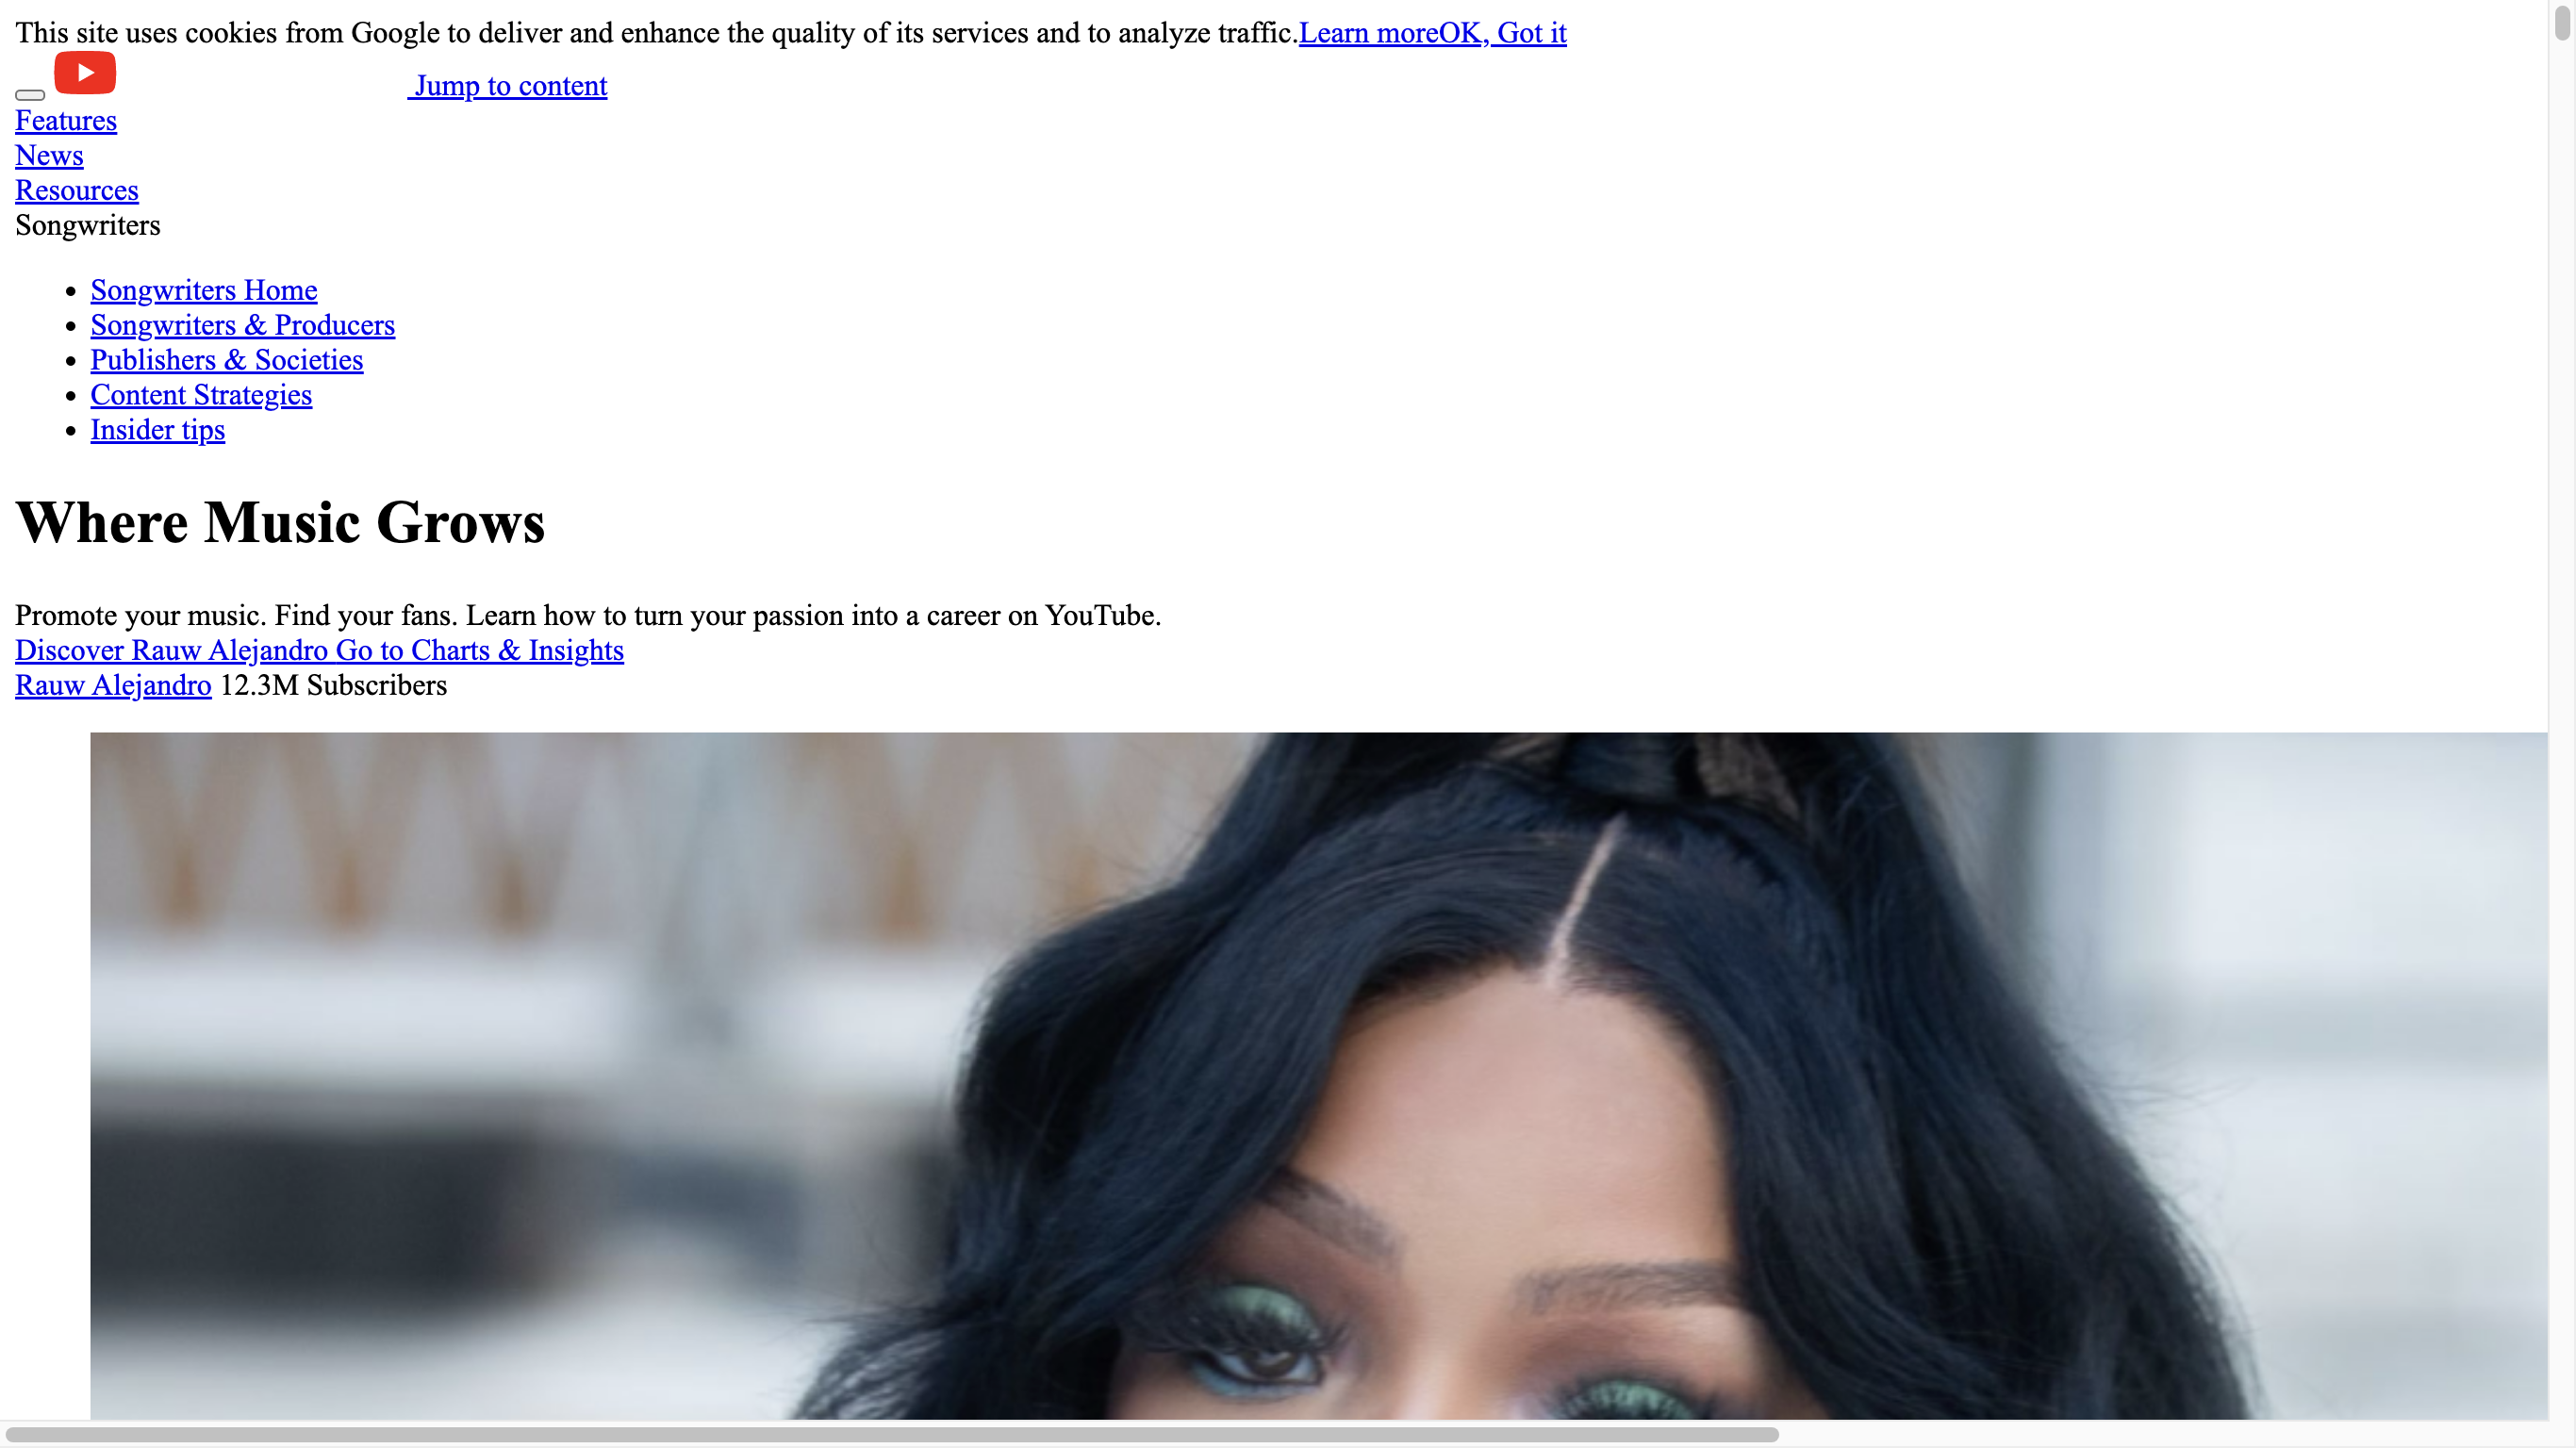 This site uses cookies from Google to deliver and enhance the quality of its services and to analyze traffic.Learn moreOK, Got it
Jump to content
Features
News
Resources
Songwriters
Songwriters Home
Songwriters & Producers
Publishers & Societies
Content Strategies
Insider tips
Where Music Grows
Promote your music. Find your fans. Learn how to turn your passion into a career on YouTube.
Discover Rauw Alejandro Go to Charts & Insights
Rauw Alejandro 12.3M Subscribers